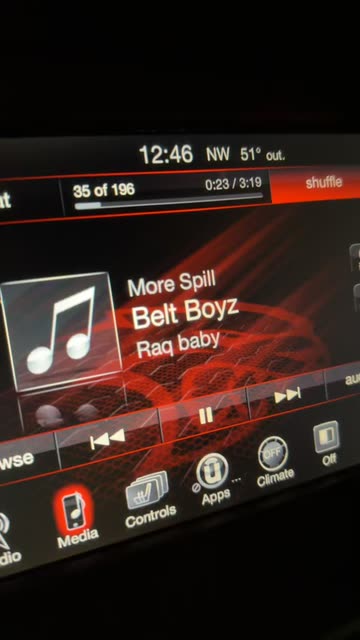 12:46 NW 51° out.
35 of 196 0:23 / 3:19 shuffle
More Spill
Belt Boyz
Raq baby
Media Controls Apps ... Climate Off
OFF